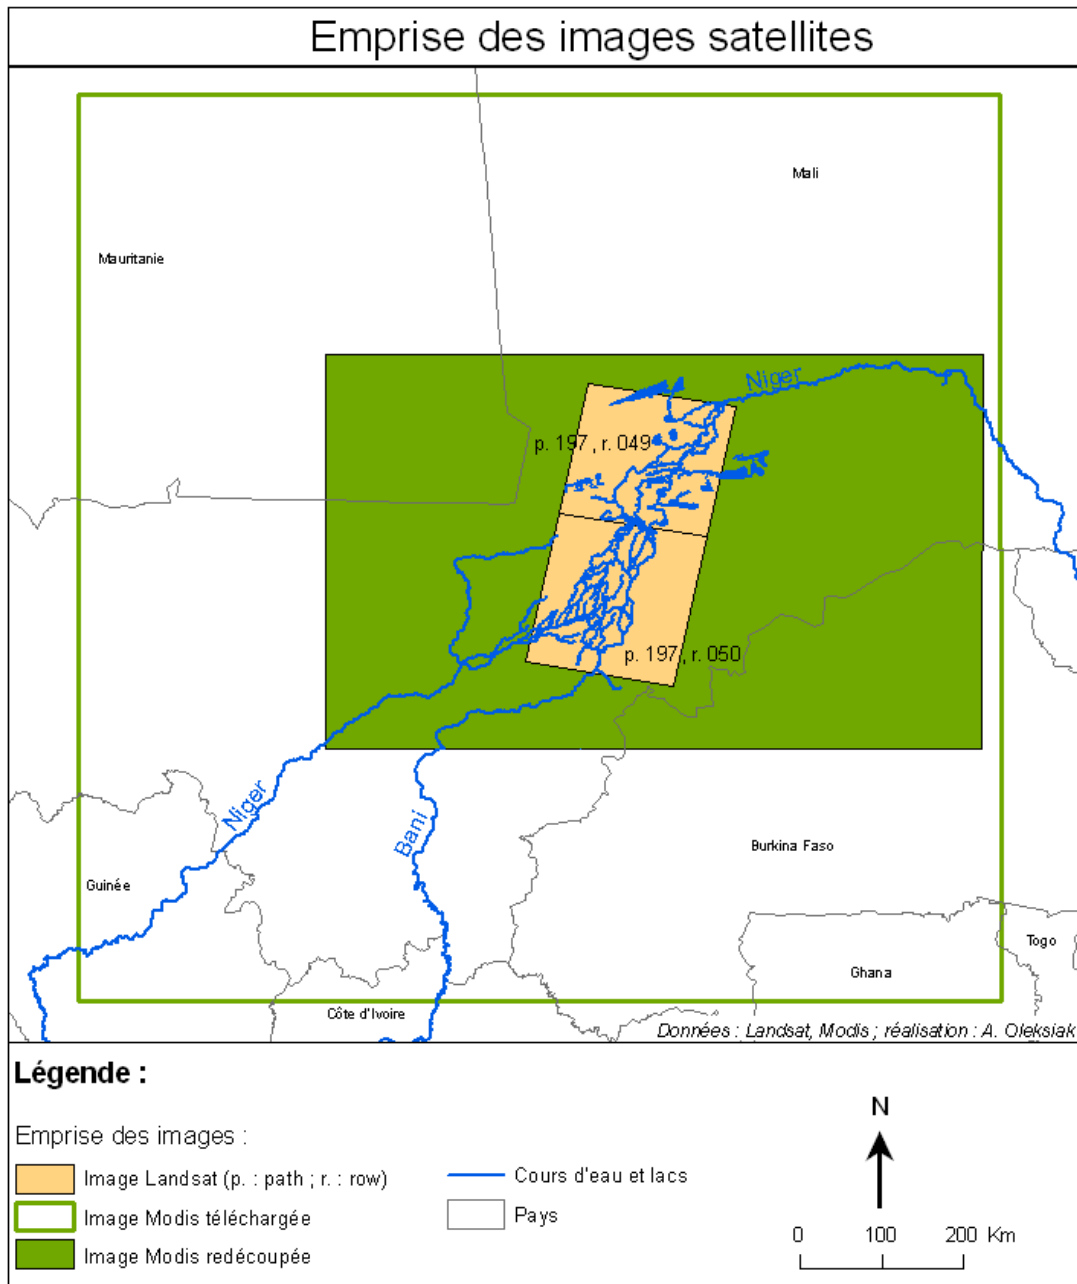 Emprise des images satellites
Mali
Mauritanie
Niger
p. 197, r. 049
p. 197, r. 050
Niger
Bani
Burkina Faso
Guinée
Togo
Ghana
Côte d'Ivoire
Données : Landsat, Modis ; réalisation : A. Oleksiak
Légende :
Emprise des images :
Image Landsat (p. : path ; r. : row)
Image Modis téléchargée
Image Modis redécoupée
Cours d'eau et lacs
Pays
N
0 100 200 Km